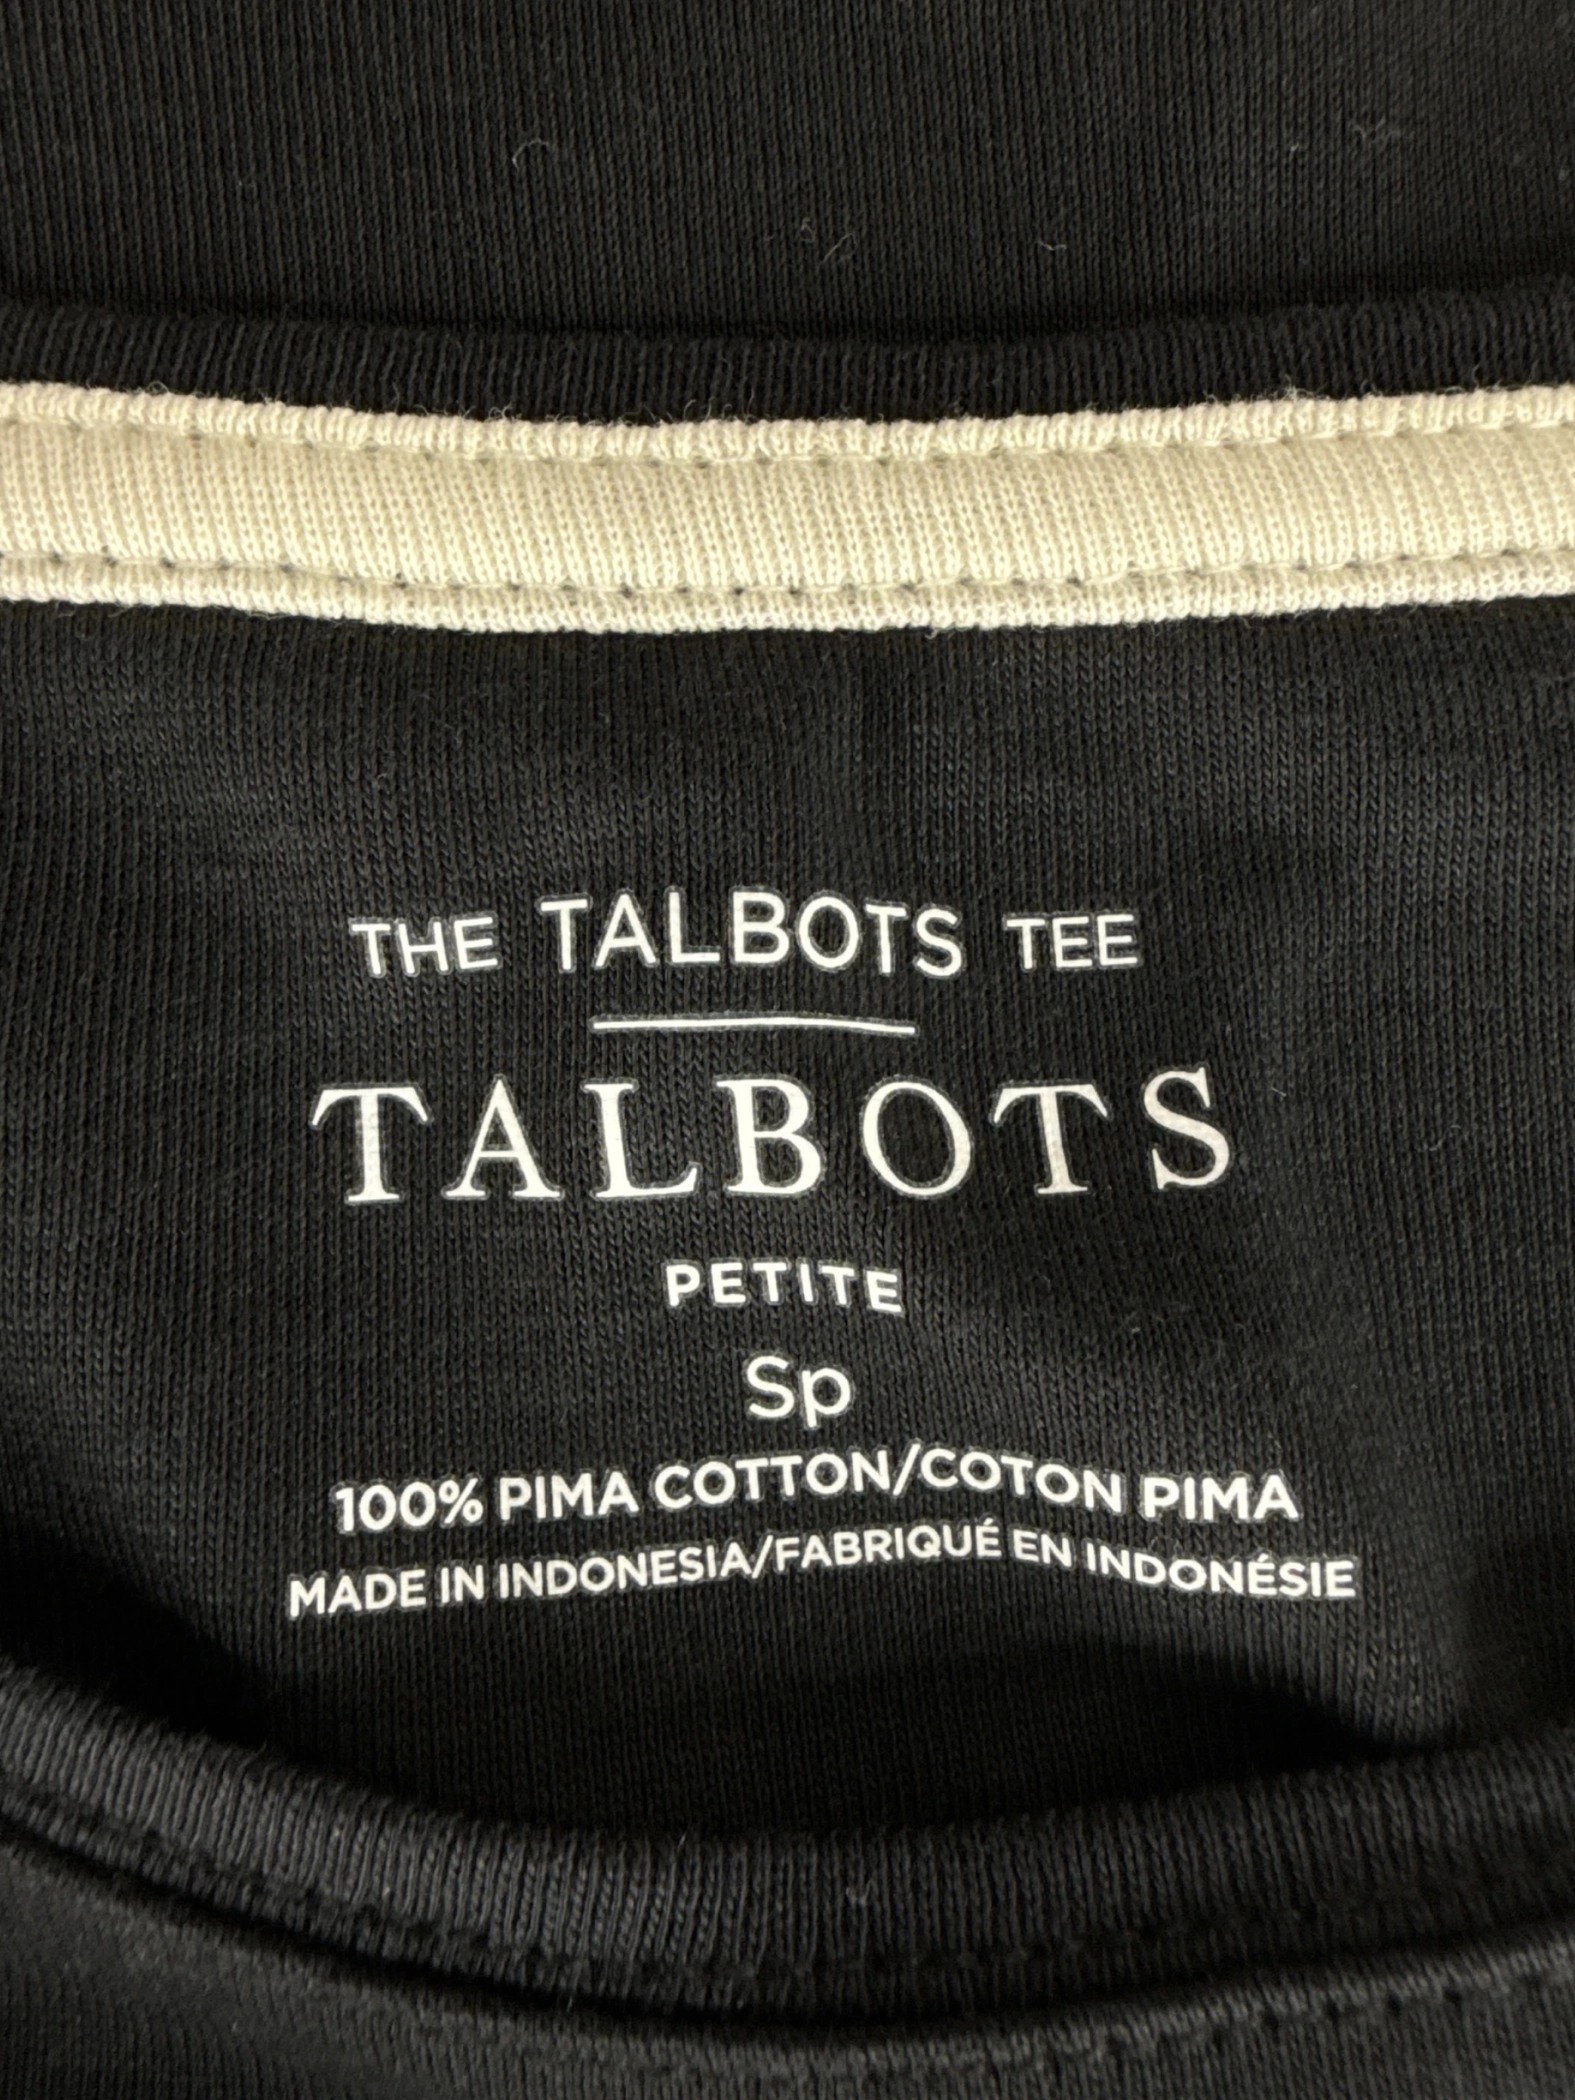 THE TALBOTS TEE
TALBOTS
PETITE
Sp
100% PIMA COTTON/COTON PIMA
MADE IN INDONESIA/FABRIQUÉ EN INDONÉSIE